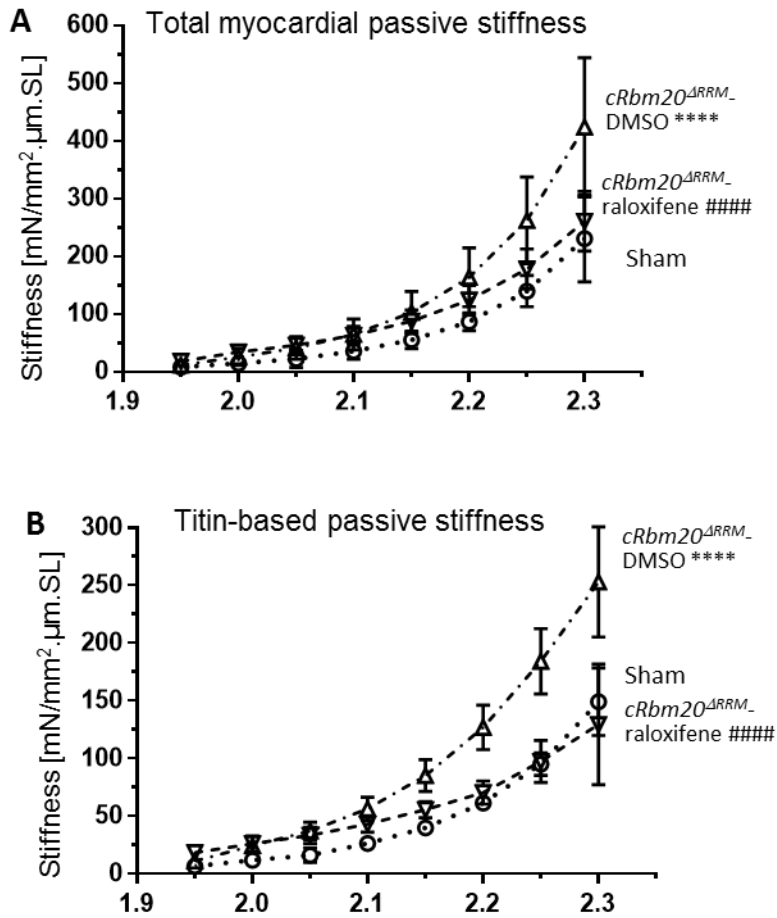 A
Total myocardial passive stiffness
600
500
400
300
200
100
0
Stiffness [mN/mm².µm.SL]
1.9
2.0
2.1
2.2
2.3
cRbm20ΔRRM-
DMSO ****
cRbm20ΔRRM-
raloxifene ####
Sham
B
Titin-based passive stiffness
300
250
200
150
100
50
0
Stiffness [mN/mm².µm.SL]
1.9
2.0
2.1
2.2
2.3
cRbm20ΔRRM-
DMSO ****
Sham
cRbm20ΔRRM-
raloxifene ####